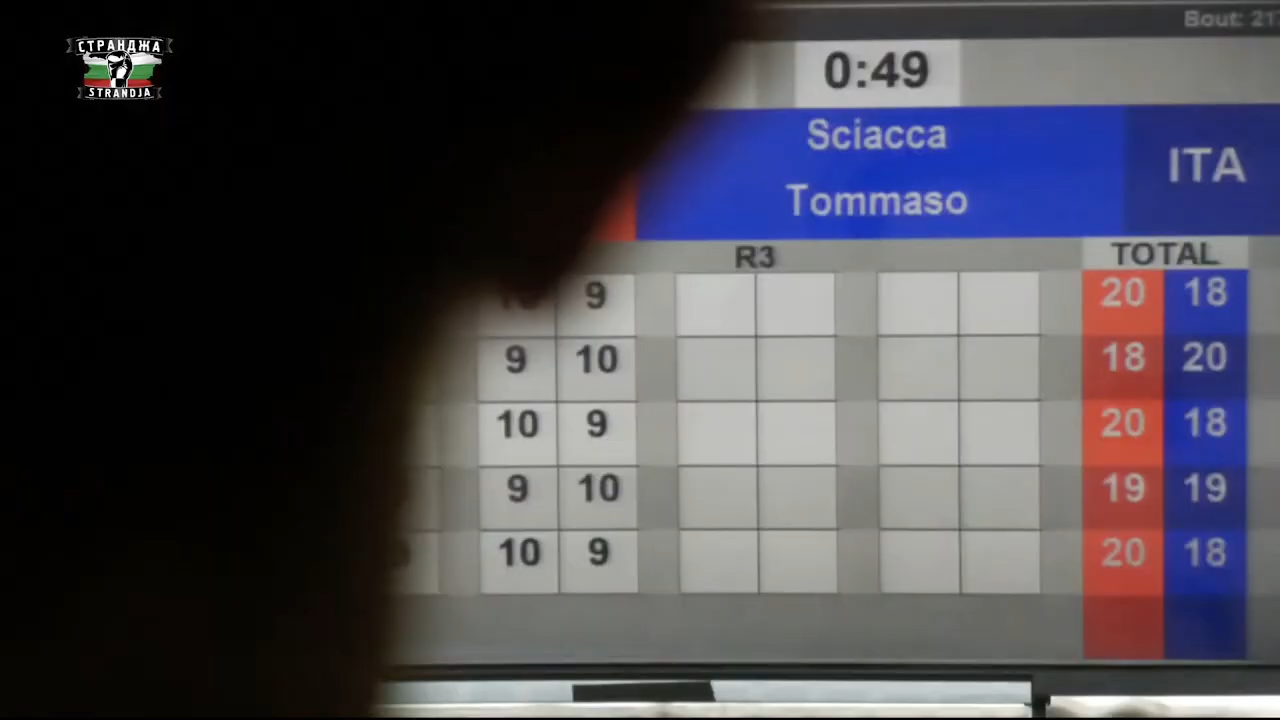 СТРАНДЖА
STRANDJA
Bout: 21
0:49
Sciacca
Tommaso
ITA
R3
TOTAL
9 20 18
9 10 18 20
10 9 20 18
9 10 19 19
10 9 20 18